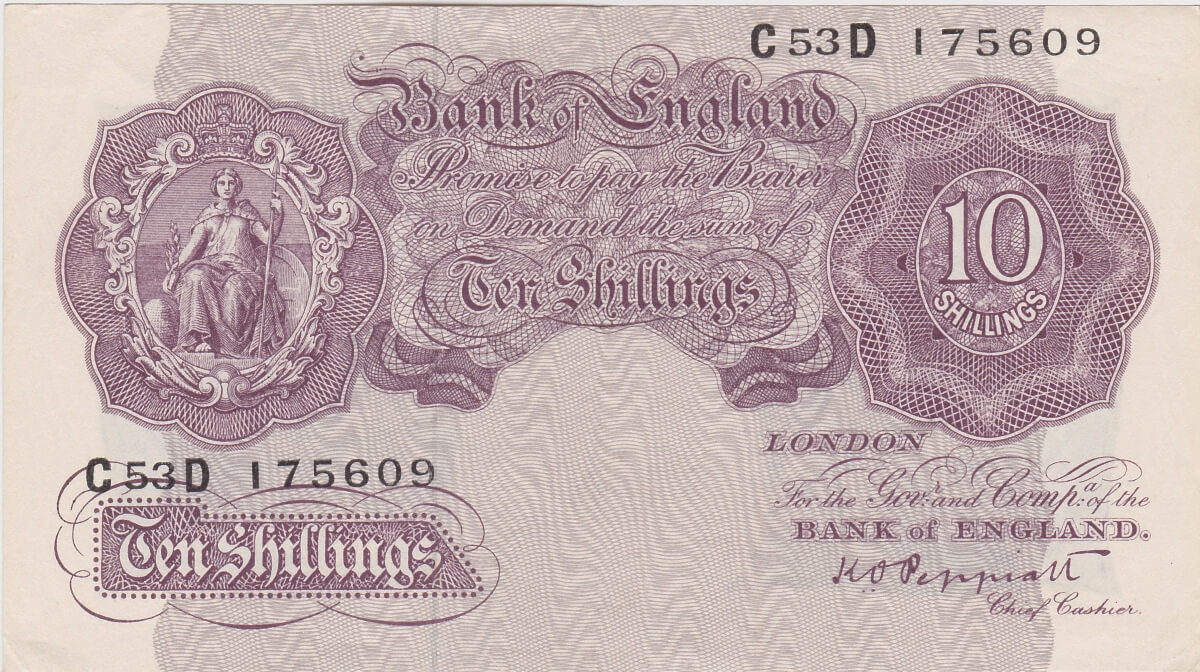 C53D 175609
Bank of England
Promise to pay the Bearer
on Demand the sum of
Ten Shillings
10
SHILLINGS
C53D 175609
Ten Shillings
LONDON
For the Govr. and Compa. of the
BANK of ENGLAND.
K O Peppiatt
Chief Cashier.